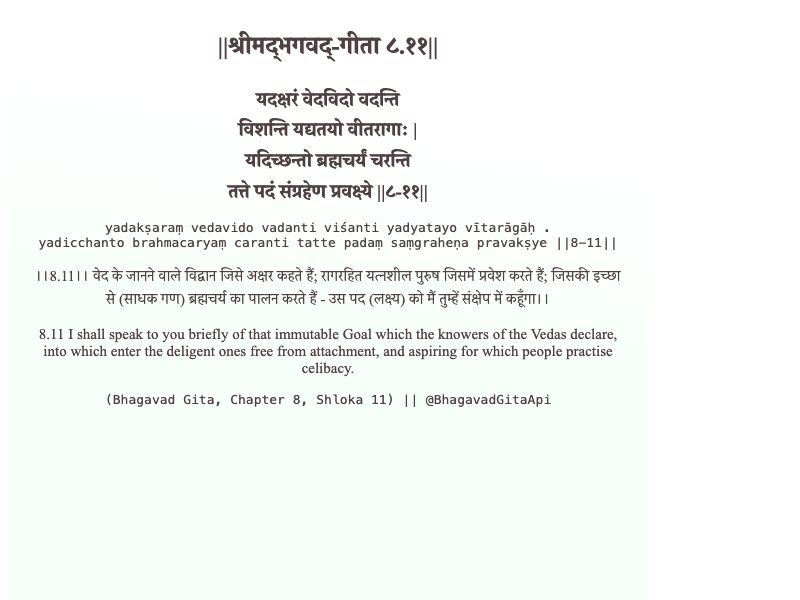 ||श्रीमद्‍भगवद्‍-गीता ८.११||
यदक्षरं वेदविदो वदन्ति
विशन्ति यद्यतयो वीतरागाः |
यदिच्छन्तो ब्रह्मचर्यं चरन्ति
तत्ते पदं संग्रहेण प्रवक्ष्ये ||८-११||
yadakṣaraṃ vedavido vadanti viśanti yadyatayo vītarāgāḥ .
yadicchanto brahmacaryaṃ caranti tatte padaṃ saṃgraheṇa pravakṣye ||8-11||
।।8.11।। वेद के जानने वाले विद्वान जिसे अक्षर कहते हैं; रागरहित यत्नशील पुरुष जिसमें प्रवेश करते हैं; जिसकी इच्छा
से (साधक गण) ब्रह्मचर्य का पालन करते हैं - उस पद (लक्ष्य) को मैं तुम्हें संक्षेप में कहूँगा।।
8.11 I shall speak to you briefly of that immutable Goal which the knowers of the Vedas declare,
into which enter the deligent ones free from attachment, and aspiring for which people practise
celibacy.
(Bhagavad Gita, Chapter 8, Shloka 11) || @BhagavadGitaApi